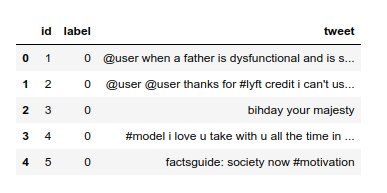 id label tweet
0 1 0 @user when a father is dysfunctional and is s...
1 2 0 @user @user thanks for #lyft credit i can't us...
2 3 0 bihday your majesty
3 4 0 #model i love u take with u all the time in ...
4 5 0 factsguide: society now #motivation